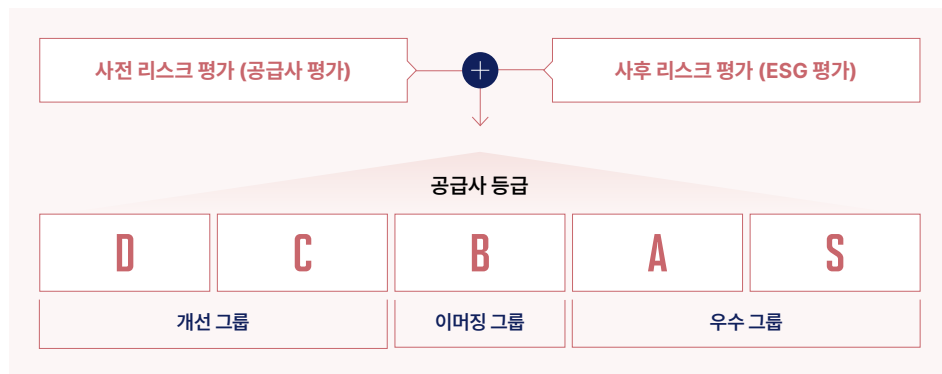 사전 리스크 평가 (공급사 평가)
사후 리스크 평가 (ESG 평가)
공급사 등급
D
C
B
A
S
개선 그룹
이머징 그룹
우수 그룹